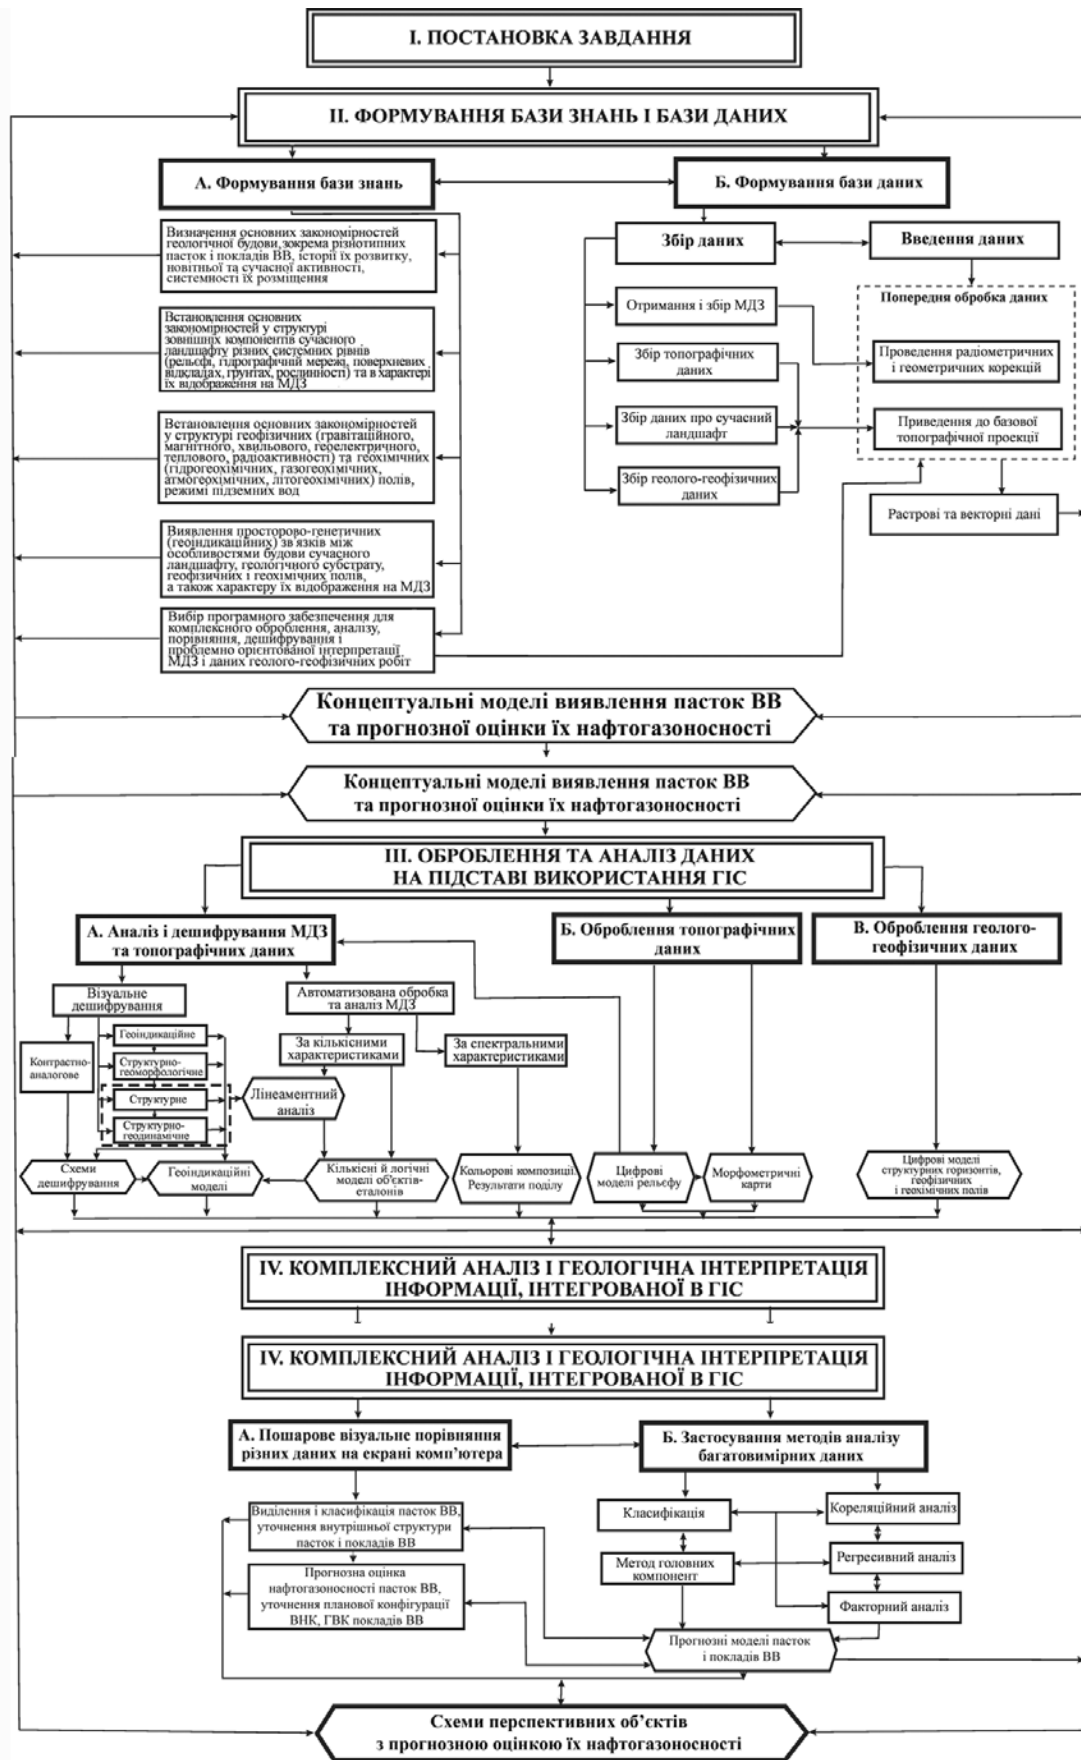 І. ПОСТАНОВКА ЗАВДАННЯ
ІІ. ФОРМУВАННЯ БАЗИ ЗНАНЬ І БАЗИ ДАНИХ
А. Формування бази знань
Б. Формування бази даних
Визначення основних закономірностей
геологічної будови, зокрема різнотипних
пасток і покладів ВВ, історії їх розвитку,
новітньої та сучасної активності,
системності їх розміщення
Встановлення основних
закономірностей у структурі
зовнішніх компонентів сучасного
ландшафту різних системних рівнів
(рельєфі, гідрографічній мережі, поверхневих
відкладах, ґрунтах, рослинності) та в характері
їх відображення на МДЗ
Встановлення основних закономірностей
у структурі геофізичних (гравітаційного,
магнітного, хвильового, геоелектричного,
теплового, радіоактивності) та геохімічних
(гідрогеохімічних, газогеохімічних,
атмогеохімічних, літогеохімічних) полів,
режимі підземних вод
Виявлення просторово-генетичних
(геоіндикаційних) зв'язків між
особливостями будови сучасного
ландшафту, геологічного субстрату,
геофізичних і геохімічних полів,
а також характеру їх відображення на МДЗ
Вибір програмного забезпечення для
комплексного оброблення, аналізу,
порівняння, дешифрування і
проблемно орієнтованої інтерпретації
МДЗ і даних геолого-геофізичних робіт
Збір даних
Введення даних
Отримання і збір МДЗ
Збір топографічних
даних
Збір даних про сучасний
ландшафт
Збір геолого-геофізичних
даних
Попередня обробка даних
Проведення радіометричних
і геометричних корекцій
Приведення до базової
топографічної проекції
Растрові та векторні дані
Концептуальні моделі виявлення пасток ВВ
та прогнозної оцінки їх нафтогазоносності
Концептуальні моделі виявлення пасток ВВ
та прогнозної оцінки їх нафтогазоносності
ІІІ. ОБРОБЛЕННЯ ТА АНАЛІЗ ДАНИХ
НА ПІДСТАВІ ВИКОРИСТАННЯ ГІС
А. Аналіз і дешифрування МДЗ
та топографічних даних
Б. Оброблення топографічних
даних
В. Оброблення геолого-
геофізичних даних
Візуальне
дешифрування
Автоматизована обробка
та аналіз МДЗ
Контрастно-
аналогове
Геоіндикаційне
Структурно-
геоморфологічне
Структурне
Структурно-
геодинамічне
За кількісними
характеристиками
За спектральними
характеристиками
Лінеаментний
аналіз
Схеми
дешифрування
Геоіндикаційні
моделі
Кількісні й логічні
моделі об'єктів-
еталонів
Кольорові композиції.
Результати поділу
Цифрові
моделі рельєфу
Морфометричні
карти
Цифрові моделі
структурних горизонтів,
геофізичних
і геохімічних полів
IV. КОМПЛЕКСНИЙ АНАЛІЗ І ГЕОЛОГІЧНА ІНТЕРПРЕТАЦІЯ
ІНФОРМАЦІЇ, ІНТЕГРОВАНОЇ В ГІС
IV. КОМПЛЕКСНИЙ АНАЛІЗ І ГЕОЛОГІЧНА ІНТЕРПРЕТАЦІЯ
ІНФОРМАЦІЇ, ІНТЕГРОВАНОЇ В ГІС
А. Пошарове візуальне порівняння
різних даних на екрані комп'ютера
Б. Застосування методів аналізу
багатовимірних даних
Виділення і класифікація пасток ВВ,
уточнення внутрішньої структури
пасток і покладів ВВ
Прогнозна оцінка
нафтогазоносності пасток ВВ,
уточнення планової конфігурації
ВНК, ГВК покладів ВВ
Класифікація
Метод головних
компонент
Кореляційний аналіз
Регресивний аналіз
Факторний аналіз
Прогнозні моделі пасток
і покладів ВВ
Схеми перспективних об'єктів
з прогнозною оцінкою їх нафтогазоносності